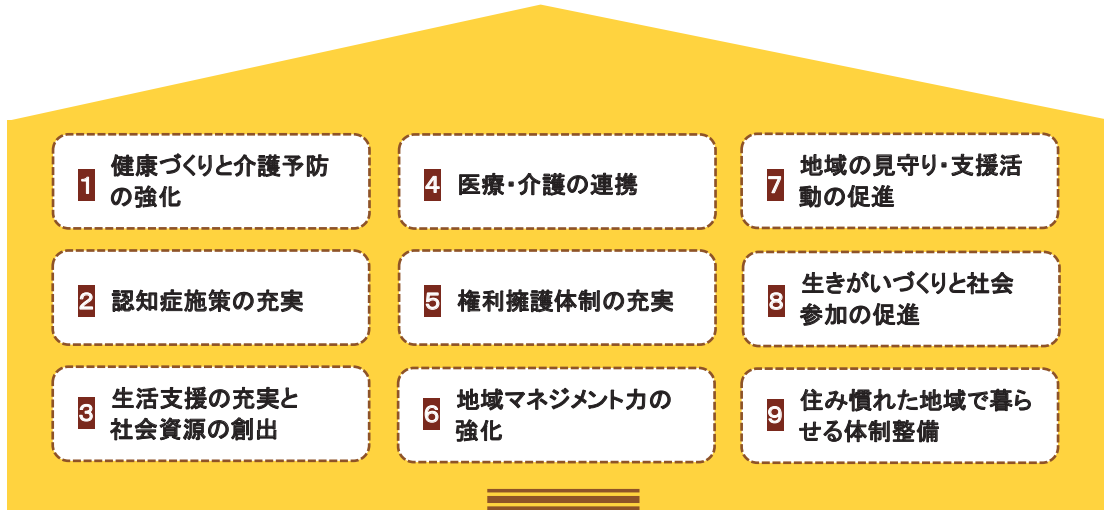 1 健康づくりと介護予防
の強化
2 認知症施策の充実
3 生活支援の充実と
社会資源の創出
4 医療・介護の連携
5 権利擁護体制の充実
6 地域マネジメント力の
強化
7 地域の見守り・支援活
動の促進
8 生きがいづくりと社会
参加の促進
9 住み慣れた地域で暮ら
せる体制整備